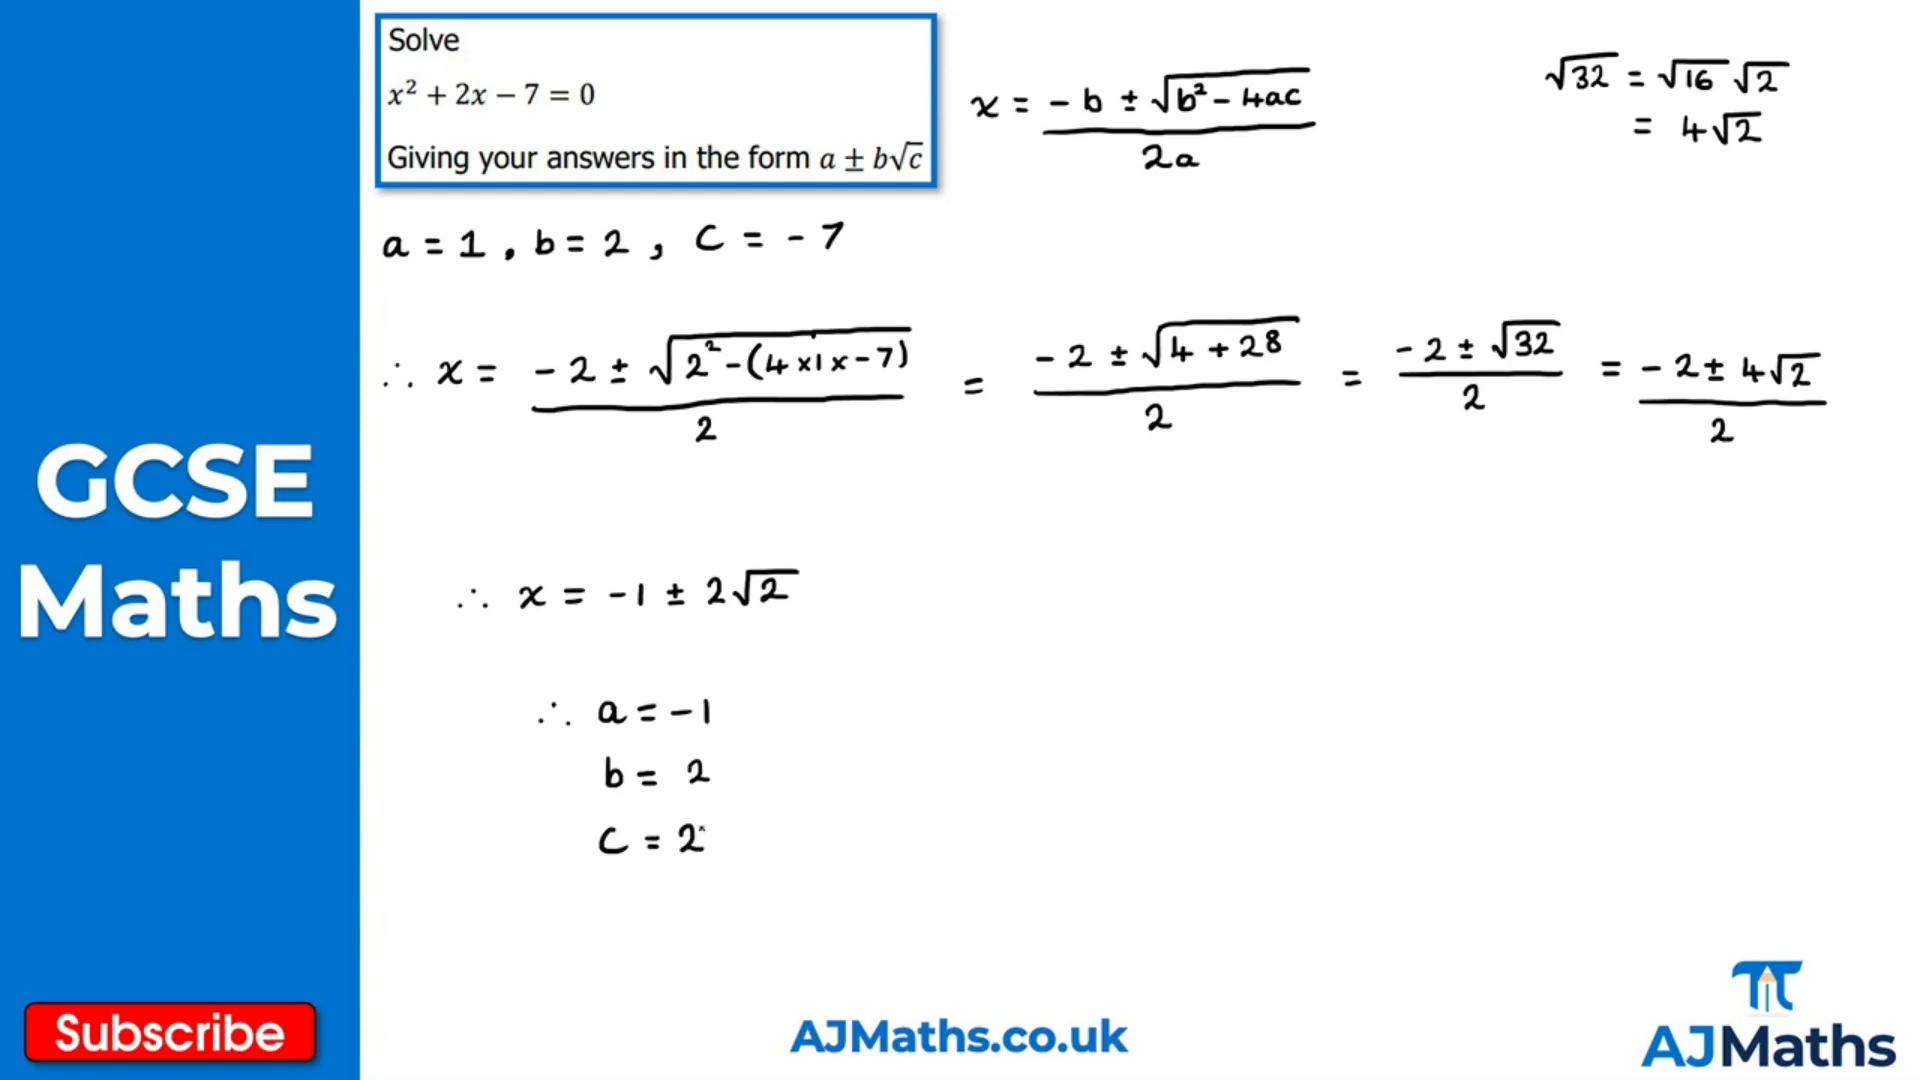 Solve
x² + 2x − 7 = 0
Giving your answers in the form a ± b√c
x = (-b ± √(b² - 4ac)) / 2a
√32 = √16 √2
= 4√2
a = 1, b = 2, c = -7
∴ x = (-2 ± √(2² - (4×1×-7))) / 2 = (-2 ± √(4 + 28)) / 2 = (-2 ± √32) / 2 = (-2 ± 4√2) / 2
∴ x = -1 ± 2√2
∴ a = -1
b = 2
c = 2
GCSE
Maths
Subscribe
AJMaths.co.uk
AJMaths